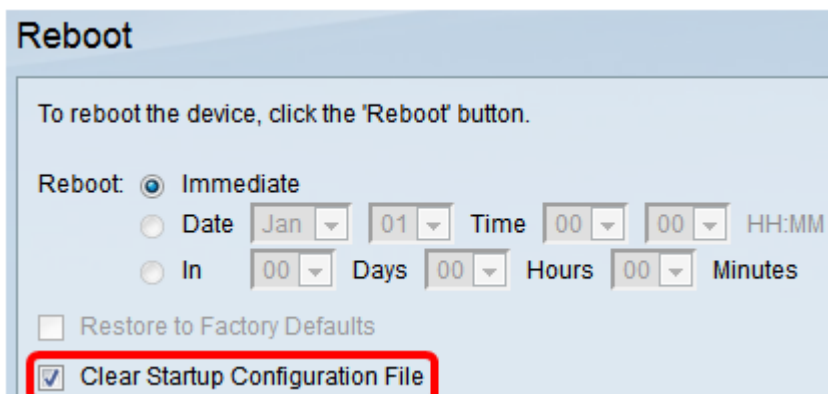 Reboot
To reboot the device, click the 'Reboot' button.
Reboot: Immediate
Date Jan 01 Time 00 00 HH:MM
In 00 Days 00 Hours 00 Minutes
Restore to Factory Defaults
Clear Startup Configuration File